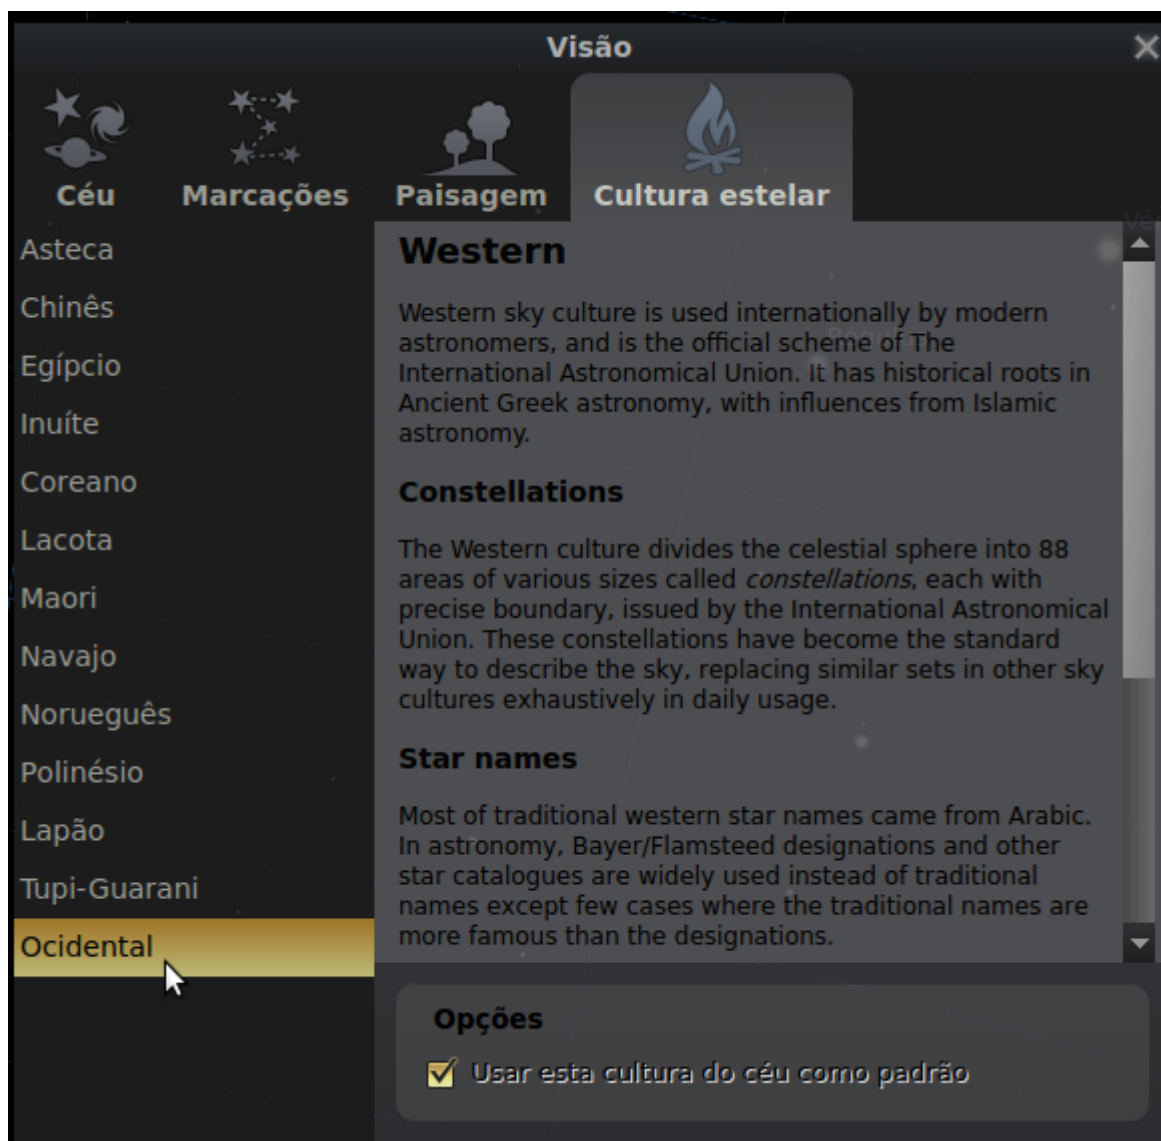 Visão
Céu
Marcações
Paisagem
Cultura estelar
Asteca
Chinês
Egípcio
Inuíte
Coreano
Lacota
Maori
Navajo
Norueguês
Polinésio
Lapão
Tupi-Guarani
Ocidental
Western
Western sky culture is used internationally by modern
astronomers, and is the official scheme of The
International Astronomical Union. It has historical roots in
Ancient Greek astronomy, with influences from Islamic
astronomy.
Constellations
The Western culture divides the celestial sphere into 88
areas of various sizes called constellations, each with
precise boundary, issued by the International Astronomical
Union. These constellations have become the standard
way to describe the sky, replacing similar sets in other sky
cultures exhaustively in daily usage.
Star names
Most of traditional western star names came from Arabic.
In astronomy, Bayer/Flamsteed designations and other
star catalogues are widely used instead of traditional
names except few cases where the traditional names are
more famous than the designations.
Opções
Usar esta cultura do céu como padrão